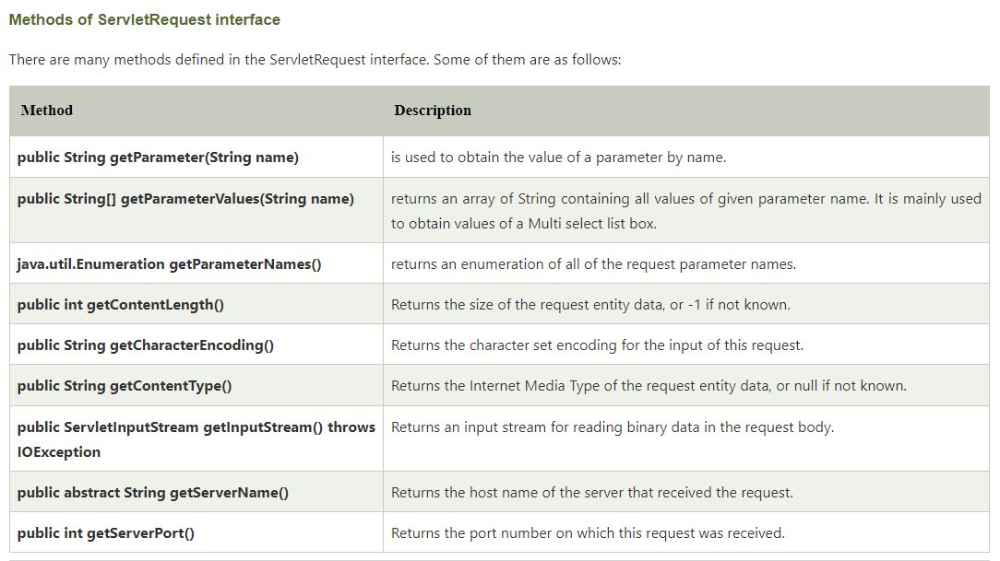 Methods of ServletRequest interface
There are many methods defined in the ServletRequest interface. Some of them are as follows:
Method Description
public String getParameter(String name) is used to obtain the value of a parameter by name.
public String[] getParameterValues(String name) returns an array of String containing all values of given parameter name. It is mainly used
to obtain values of a Multi select list box.
java.util.Enumeration getParameterNames() returns an enumeration of all of the request parameter names.
public int getContentLength() Returns the size of the request entity data, or -1 if not known.
public String getCharacterEncoding() Returns the character set encoding for the input of this request.
public String getContentType() Returns the Internet Media Type of the request entity data, or null if not known.
public ServletInputStream getInputStream() throws Returns an input stream for reading binary data in the request body.
IOException
public abstract String getServerName() Returns the host name of the server that received the request.
public int getServerPort() Returns the port number on which this request was received.